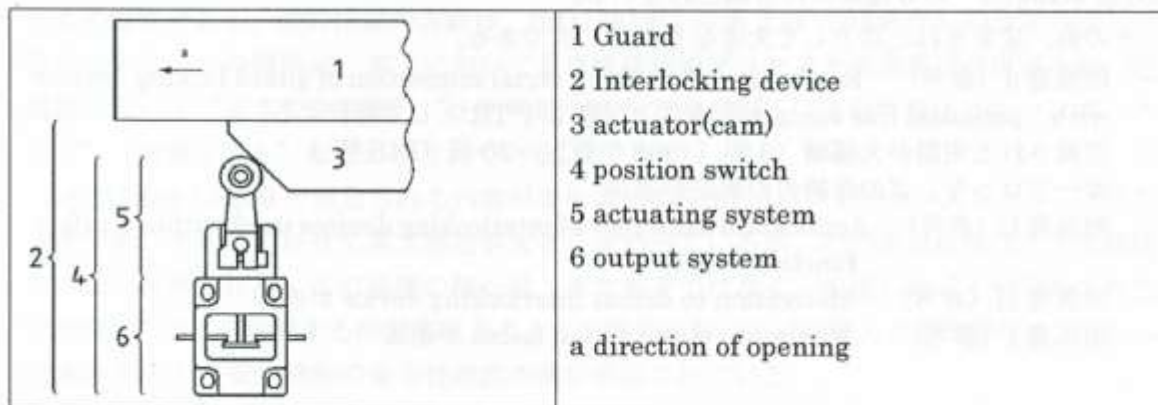 a
1
3
5
2
4
6
1 Guard
2 Interlocking device
3 actuator(cam)
4 position switch
5 actuating system
6 output system
a direction of opening